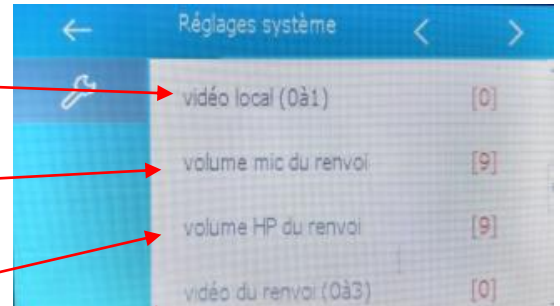 Réglages système
vidéo local (0à1) [0]
volume mic du renvoi [9]
volume HP du renvoi [9]
vidéo du renvoi (0à3) [0]